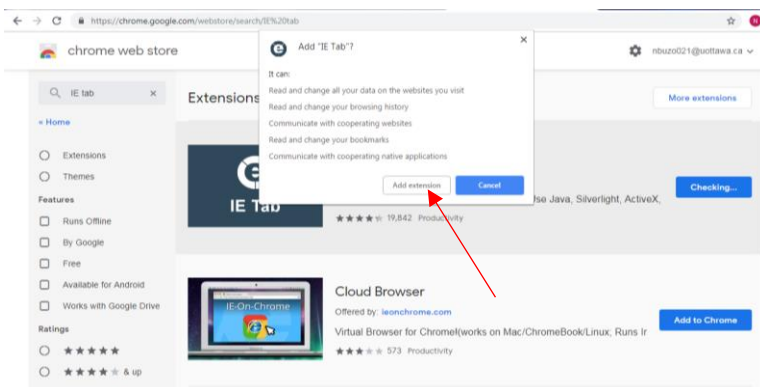 https://chrome.google.com/webstore/search/IE%20tab
chrome web store
nbuzo021@uottawa.ca
Add "IE Tab"?
It can:
Read and change all your data on the websites you visit
Read and change your browsing history
Communicate with cooperating websites
Read and change your bookmarks
Communicate with cooperating native applications
Add extension
Cancel
IE tab
« Home
Extensions
Themes
Features
Runs Offline
By Google
Free
Available for Android
Works with Google Drive
Ratings
& up
Extensions
More extensions
IE Tab
Use Java, Silverlight, ActiveX,
19,842 Productivity
Checking...
IE-On-Chrome
Cloud Browser
Offered by: ieonchrome.com
Virtual Browser for Chrome!(works on Mac/ChromeBook/Linux; Runs Ir
573 Productivity
Add to Chrome